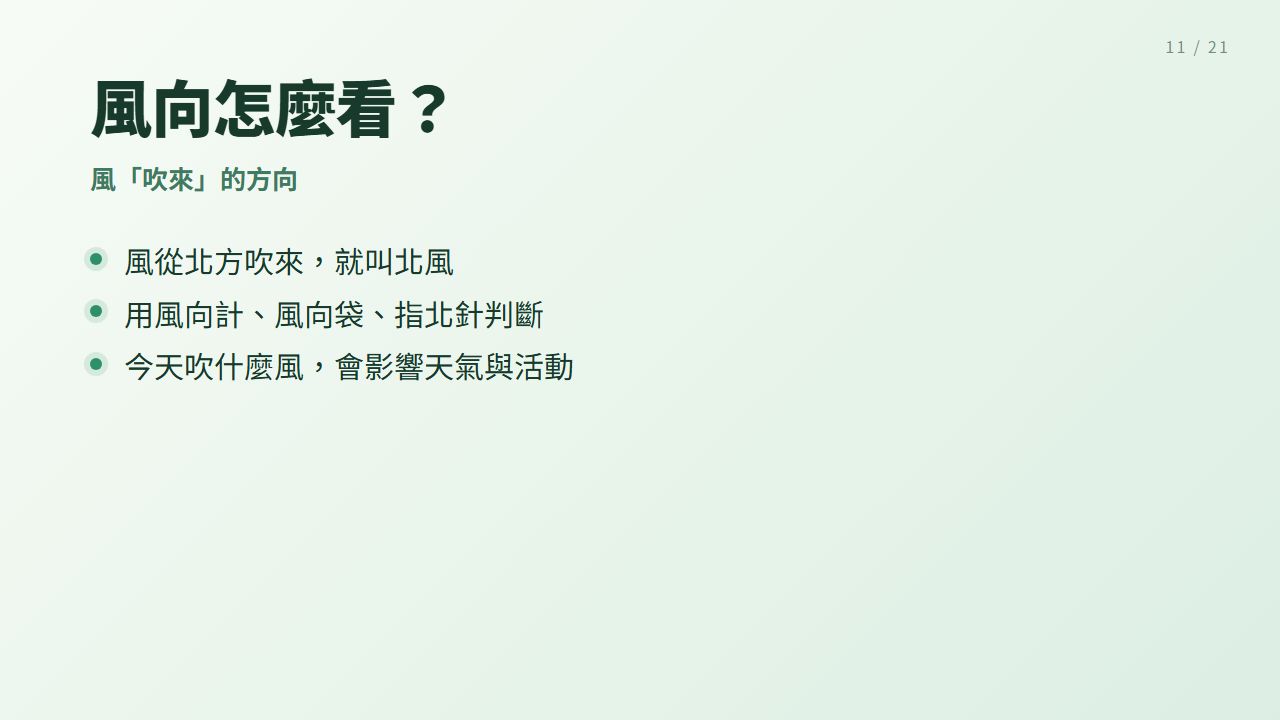 11 / 21
風向怎麼看？
風「吹來」的方向
風從北方吹來，就叫北風
用風向計、風向袋、指北針判斷
今天吹什麼風，會影響天氣與活動